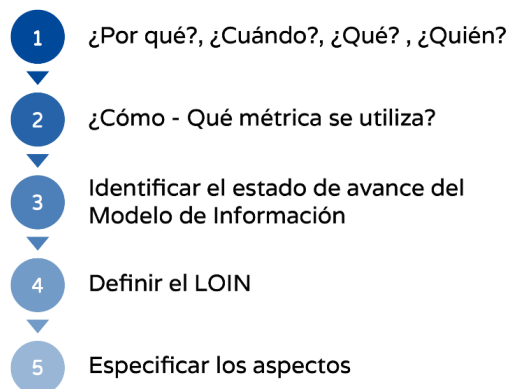 1 ¿Por qué?, ¿Cuándo?, ¿Qué? , ¿Quién?
2 ¿Cómo - Qué métrica se utiliza?
3 Identificar el estado de avance del
Modelo de Información
4 Definir el LOIN
5 Especificar los aspectos